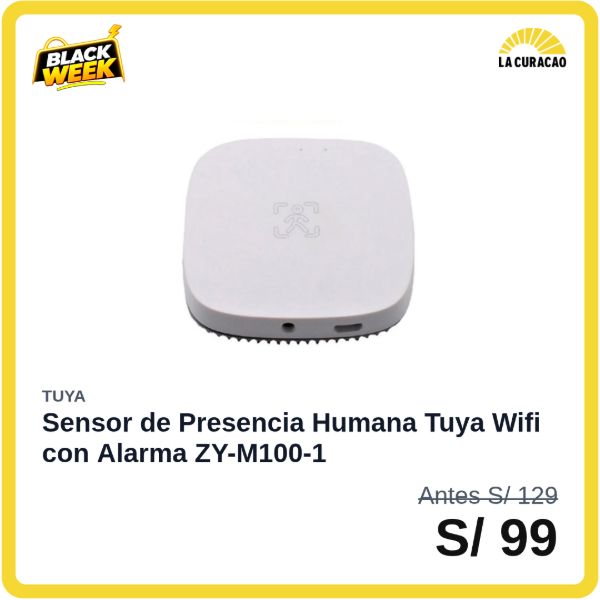 BLACK
WEEK
LA CURACAO
TUYA
Sensor de Presencia Humana Tuya Wifi
con Alarma ZY-M100-1
Antes S/ 129
S/ 99